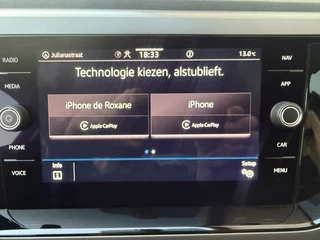 Julianastraat 18:33 13.0°C
RADIO NAV
Technologie kiezen, alstublieft.
MEDIA APP
iPhone de Roxane iPhone
Apple CarPlay Apple CarPlay
PHONE CAR
VOICE Setup MENU